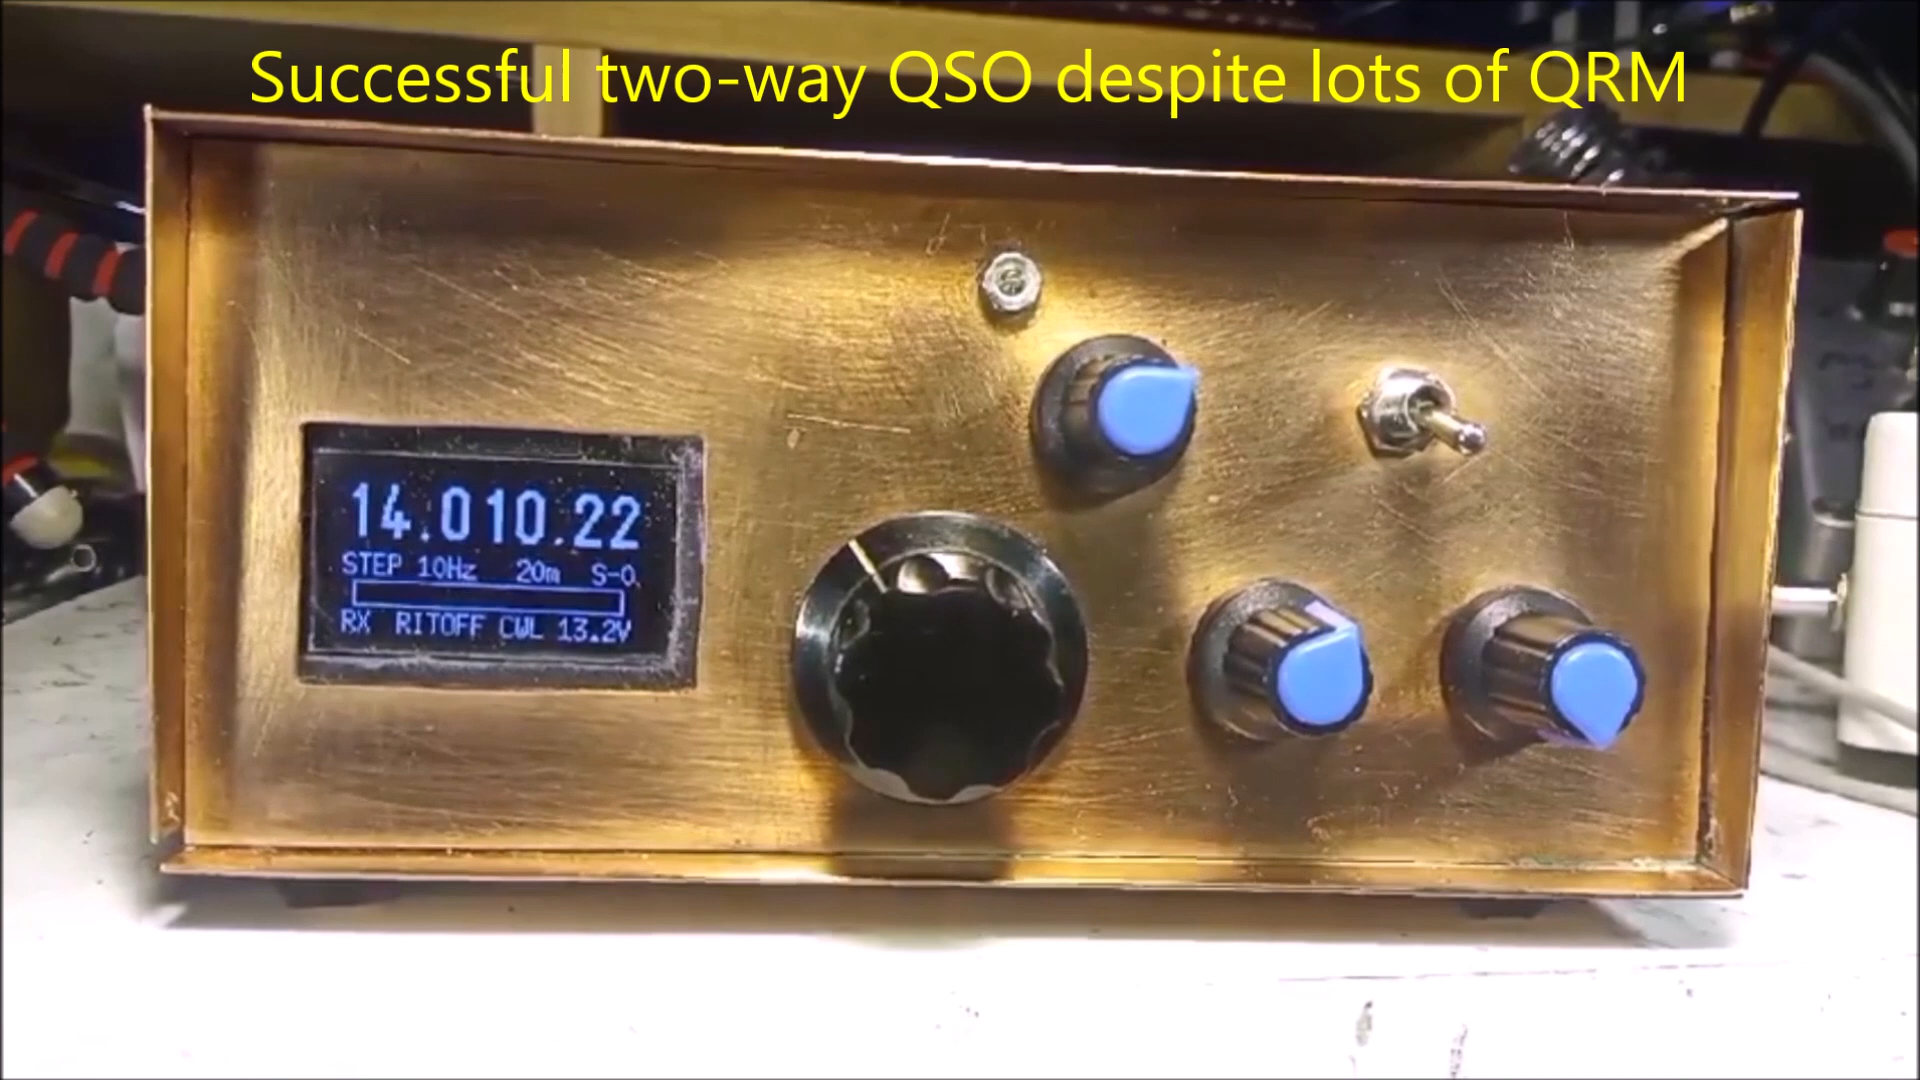 Successful two-way QSO despite lots of QRM
14.010.22
STEP 10Hz 20m S-0
RX RITOFF CWL 13.2V